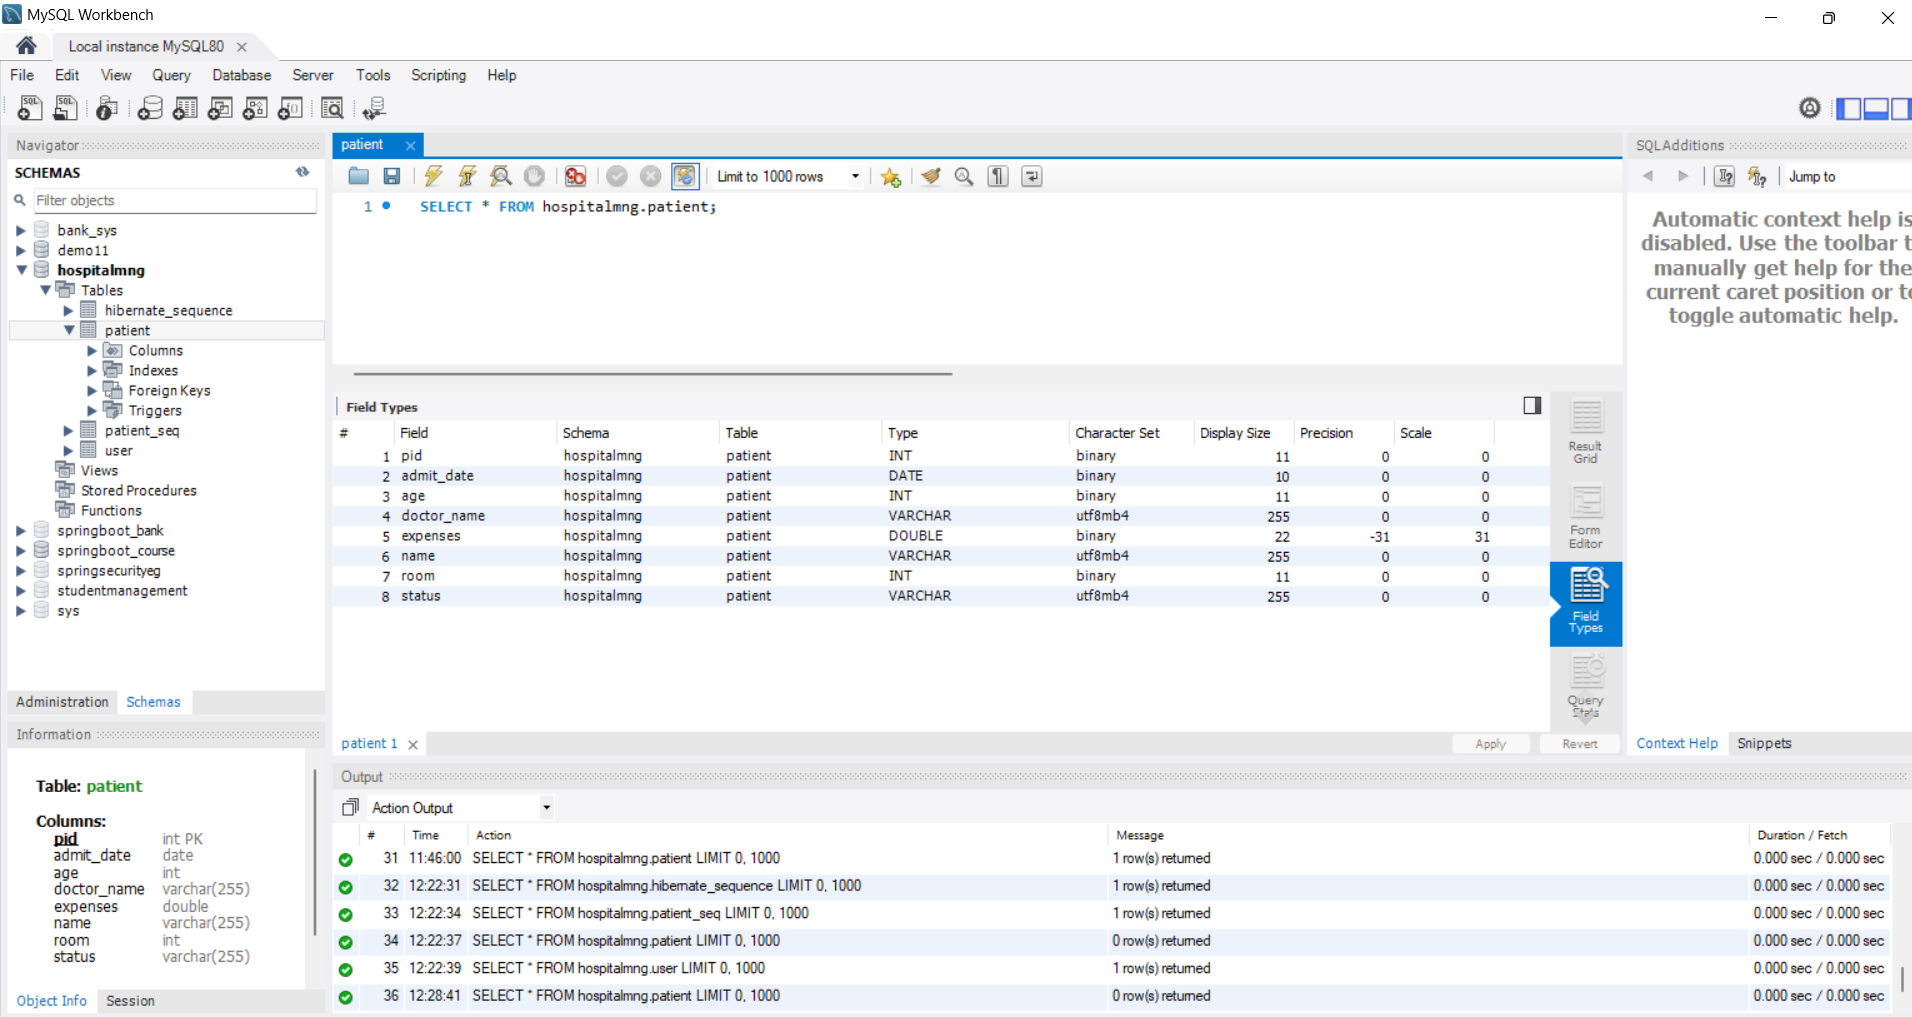 MySQL Workbench
Local instance MySQL80
File Edit View Query Database Server Tools Scripting Help
Navigator
SCHEMAS
Filter objects
bank_sys
demo11
hospitalmng
Tables
hibernate_sequence
patient
Columns
Indexes
Foreign Keys
Triggers
patient_seq
user
Views
Stored Procedures
Functions
springboot_bank
springboot_course
springsecurityeg
studentmanagement
sys
Administration Schemas
Information
Table: patient
Columns:
pid int PK
admit_date date
age int
doctor_name varchar(255)
expenses double
name varchar(255)
room int
status varchar(255)
Object Info Session
patient
Limit to 1000 rows
1 SELECT * FROM hospitalmng.patient;
Field Types
# Field Schema Table Type Character Set Display Size Precision Scale
1 pid hospitalmng patient INT binary 11 0 0
2 admit_date hospitalmng patient DATE binary 10 0 0
3 age hospitalmng patient INT binary 11 0 0
4 doctor_name hospitalmng patient VARCHAR utf8mb4 255 0 0
5 expenses hospitalmng patient DOUBLE binary 22 -31 31
6 name hospitalmng patient VARCHAR utf8mb4 255 0 0
7 room hospitalmng patient INT binary 11 0 0
8 status hospitalmng patient VARCHAR utf8mb4 255 0 0
Result
Grid
Form
Editor
Field
Types
Query
Stats
patient 1
Apply Revert
SQLAdditions
Jump to
Automatic context help is
disabled. Use the toolbar t
manually get help for the
current caret position or to
toggle automatic help.
Context Help Snippets
Output
Action Output
# Time Action Message Duration / Fetch
31 11:46:00 SELECT * FROM hospitalmng.patient LIMIT 0, 1000 1 row(s) returned 0.000 sec / 0.000 sec
32 12:22:31 SELECT * FROM hospitalmng.hibernate_sequence LIMIT 0, 1000 1 row(s) returned 0.000 sec / 0.000 sec
33 12:22:34 SELECT * FROM hospitalmng.patient_seq LIMIT 0, 1000 1 row(s) returned 0.000 sec / 0.000 sec
34 12:22:37 SELECT * FROM hospitalmng.patient LIMIT 0, 1000 0 row(s) returned 0.000 sec / 0.000 sec
35 12:22:39 SELECT * FROM hospitalmng.user LIMIT 0, 1000 1 row(s) returned 0.000 sec / 0.000 sec
36 12:28:41 SELECT * FROM hospitalmng.patient LIMIT 0, 1000 0 row(s) returned 0.000 sec / 0.000 sec